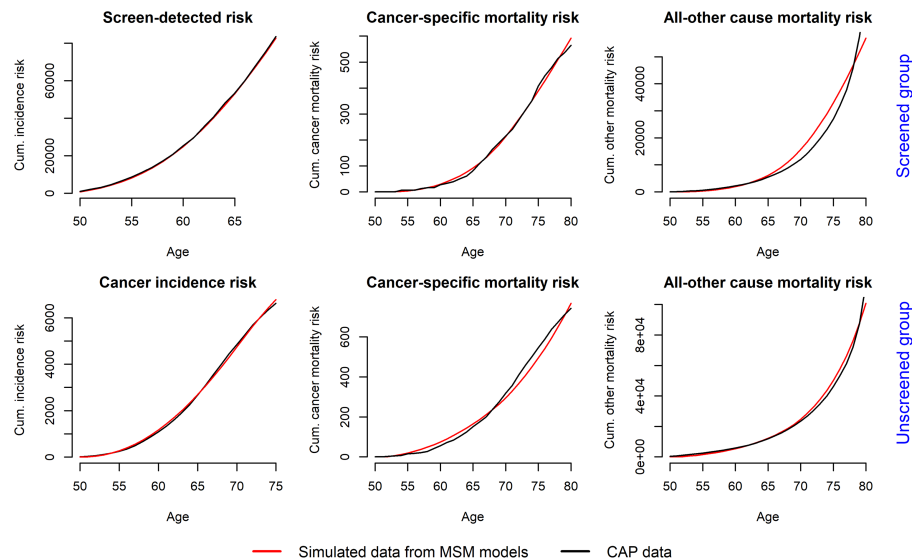 Screen-detected risk
Cum. incidence risk
0 20000 60000
50 55 60 65
Age
Cancer-specific mortality risk
Cum. cancer mortality risk
0 100 300 500
50 55 60 65 70 75 80
Age
All-other cause mortality risk
Cum. other mortality risk
0 2000 4000
50 55 60 65 70 75 80
Age
Screened group
Cancer incidence risk
Cum. incidence risk
0 2000 4000 6000
50 55 60 65 70 75
Age
Cancer-specific mortality risk
Cum. cancer mortality risk
0 200 400 600
50 55 60 65 70 75 80
Age
All-other cause mortality risk
Cum. other mortality risk
0e+00 4e+04 8e+04
50 55 60 65 70 75 80
Age
Unscreened group
Simulated data from MSM models
CAP data